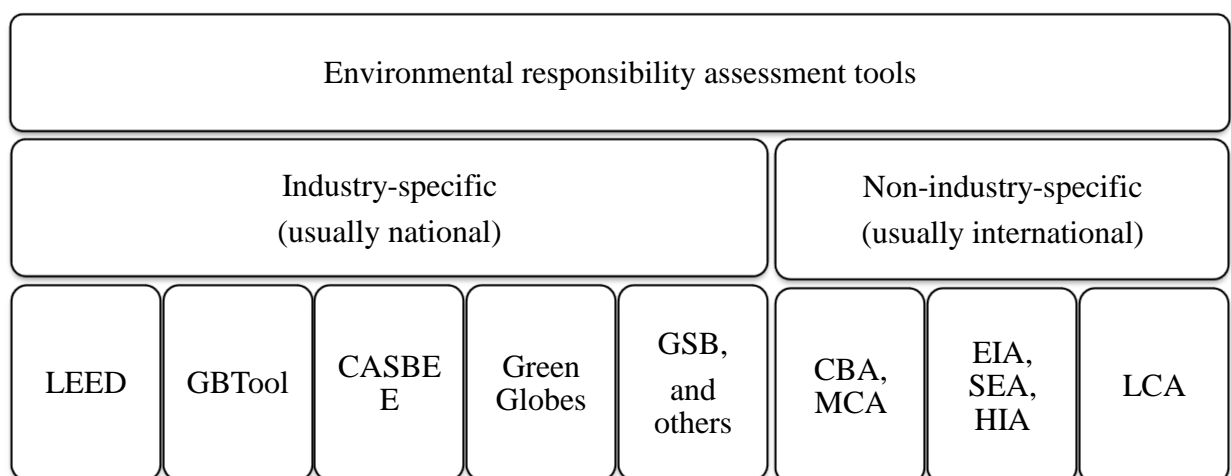 Environmental responsibility assessment tools
Industry-specific
(usually national)
Non-industry-specific
(usually international)
LEED
GBTool
CASBE
E
Green
Globes
GSB,
and
others
CBA,
MCA
EIA,
SEA,
HIA
LCA